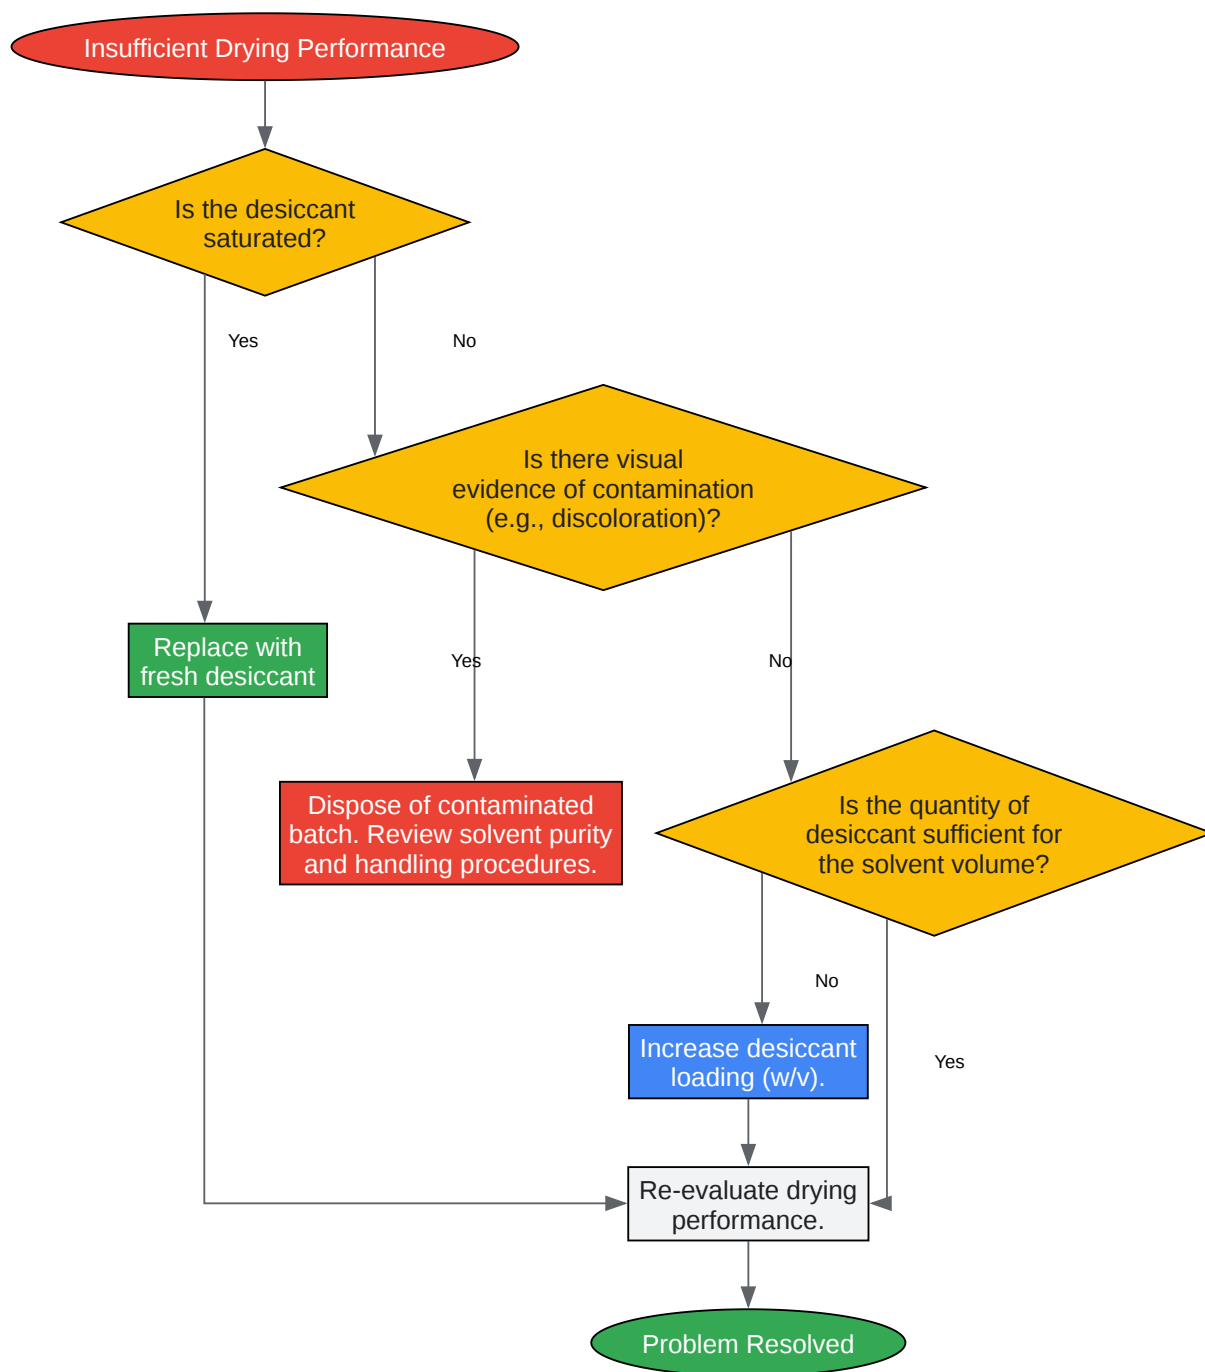 Insufficient Drying Performance
Is the desiccant
saturated?
Yes
No
Is there visual
evidence of contamination
(e.g., discoloration)?
Replace with
fresh desiccant
Yes
No
Dispose of contaminated
batch. Review solvent purity
and handling procedures.
Is the quantity of
desiccant sufficient for
the solvent volume?
No
Increase desiccant
loading (w/v).
Yes
Re-evaluate drying
performance.
Problem Resolved